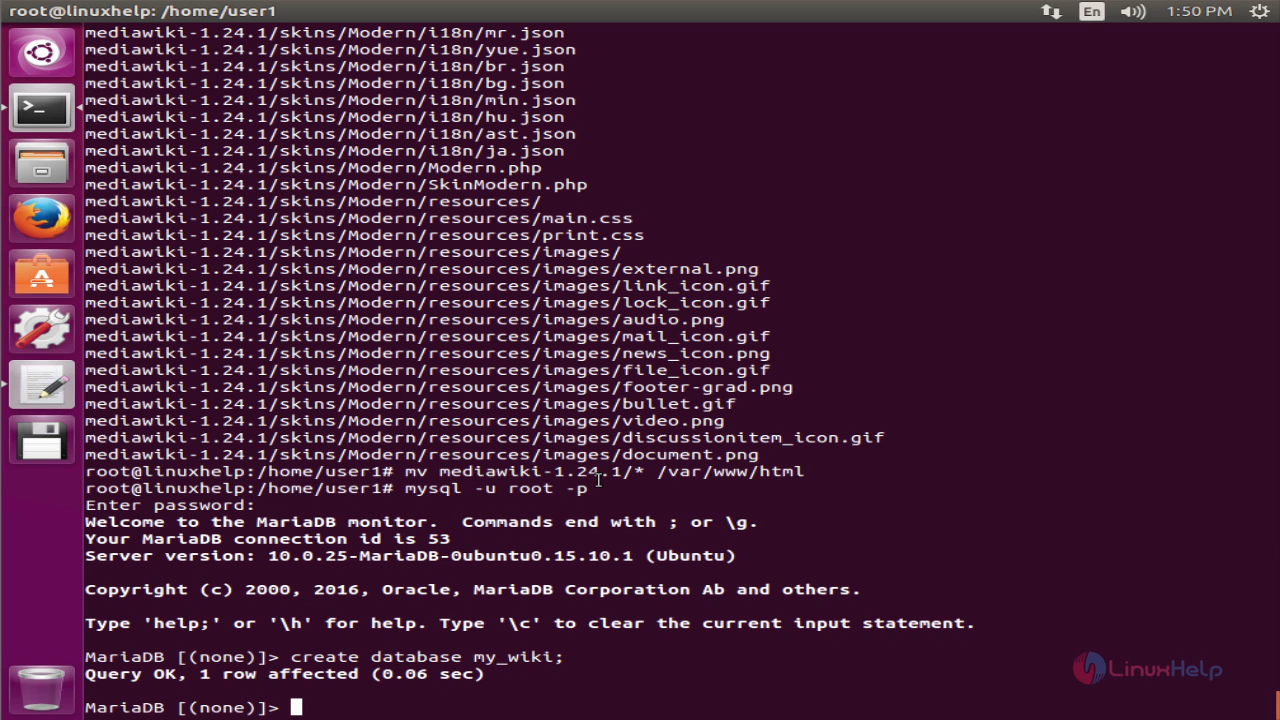 root@linuxhelp: /home/user1
En
1:50 PM
mediawiki-1.24.1/skins/Modern/i18n/mr.json
mediawiki-1.24.1/skins/Modern/i18n/yue.json
mediawiki-1.24.1/skins/Modern/i18n/br.json
mediawiki-1.24.1/skins/Modern/i18n/bg.json
mediawiki-1.24.1/skins/Modern/i18n/min.json
mediawiki-1.24.1/skins/Modern/i18n/hu.json
mediawiki-1.24.1/skins/Modern/i18n/ast.json
mediawiki-1.24.1/skins/Modern/i18n/ja.json
mediawiki-1.24.1/skins/Modern/Modern.php
mediawiki-1.24.1/skins/Modern/SkinModern.php
mediawiki-1.24.1/skins/Modern/resources/
mediawiki-1.24.1/skins/Modern/resources/main.css
mediawiki-1.24.1/skins/Modern/resources/print.css
mediawiki-1.24.1/skins/Modern/resources/images/
mediawiki-1.24.1/skins/Modern/resources/images/external.png
mediawiki-1.24.1/skins/Modern/resources/images/link_icon.gif
mediawiki-1.24.1/skins/Modern/resources/images/lock_icon.gif
mediawiki-1.24.1/skins/Modern/resources/images/audio.png
mediawiki-1.24.1/skins/Modern/resources/images/mail_icon.gif
mediawiki-1.24.1/skins/Modern/resources/images/news_icon.png
mediawiki-1.24.1/skins/Modern/resources/images/file_icon.gif
mediawiki-1.24.1/skins/Modern/resources/images/footer-grad.png
mediawiki-1.24.1/skins/Modern/resources/images/bullet.gif
mediawiki-1.24.1/skins/Modern/resources/images/video.png
mediawiki-1.24.1/skins/Modern/resources/images/discussionitem_icon.gif
mediawiki-1.24.1/skins/Modern/resources/images/document.png
root@linuxhelp:/home/user1# mv mediawiki-1.24.1/* /var/www/html
root@linuxhelp:/home/user1# mysql -u root -p
Enter password:
Welcome to the MariaDB monitor.  Commands end with ; or \g.
Your MariaDB connection id is 53
Server version: 10.0.25-MariaDB-0ubuntu0.15.10.1 (Ubuntu)
Copyright (c) 2000, 2016, Oracle, MariaDB Corporation Ab and others.
Type 'help;' or '\h' for help. Type '\c' to clear the current input statement.
MariaDB [(none)]> create database my_wiki;
Query OK, 1 row affected (0.06 sec)
MariaDB [(none)]>
LinuxHelp